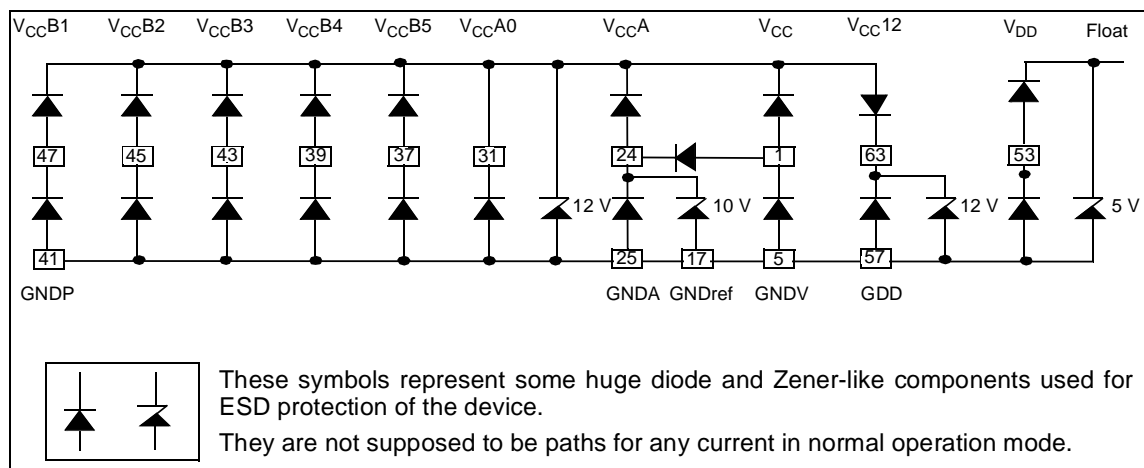 VCCB1 VCCB2 VCCB3 VCCB4 VCCB5 VCCA0 VCCA VCC VCC12 VDD Float
47 45 43 39 37 31 24 1 63 53
12 V 10 V 12 V 5 V
41 25 17 5 57
GNDP GNDA GNDref GNDV GDD
These symbols represent some huge diode and Zener-like components used for
ESD protection of the device.
They are not supposed to be paths for any current in normal operation mode.